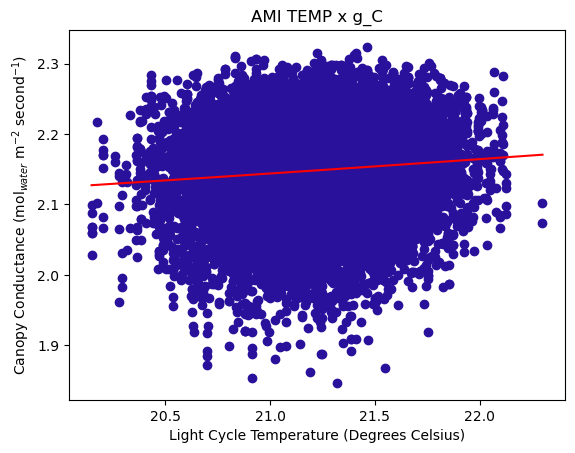 AMI TEMP x g_C
Canopy Conductance (mol_water m⁻² second⁻¹)
2.3
2.2
2.1
2.0
1.9
20.5 21.0 21.5 22.0
Light Cycle Temperature (Degrees Celsius)